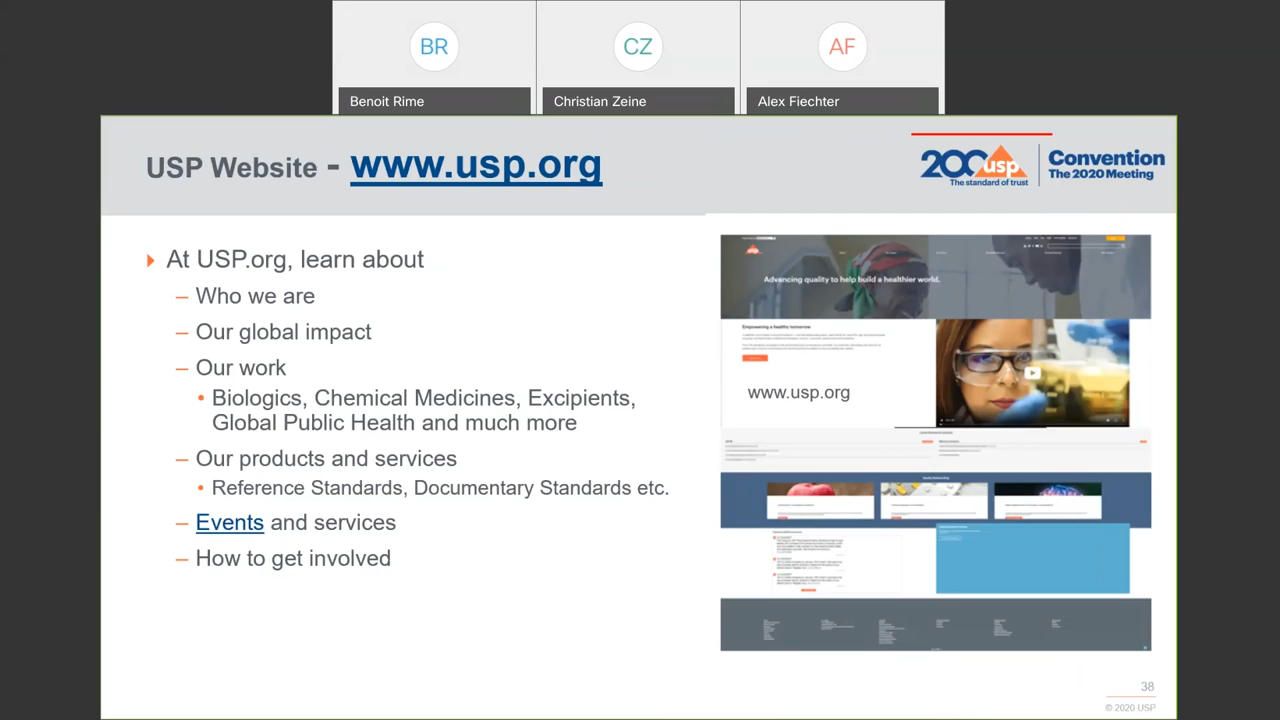 BR
CZ
AF
Benoit Rime
Christian Zeine
Alex Fiechter
USP Website - www.usp.org
200 usp
The standard of trust
Convention
The 2020 Meeting
At USP.org, learn about
– Who we are
– Our global impact
– Our work
• Biologics, Chemical Medicines, Excipients,
Global Public Health and much more
– Our products and services
• Reference Standards, Documentary Standards etc.
– Events and services
– How to get involved
Advancing quality to help build a healthier world.
Empowering a healthy tomorrow
www.usp.org
38
© 2020 USP